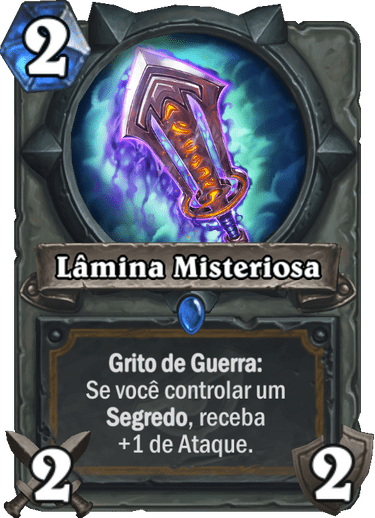 2
Lâmina Misteriosa
Grito de Guerra:
Se você controlar um
Segredo, receba
+1 de Ataque.
2
2